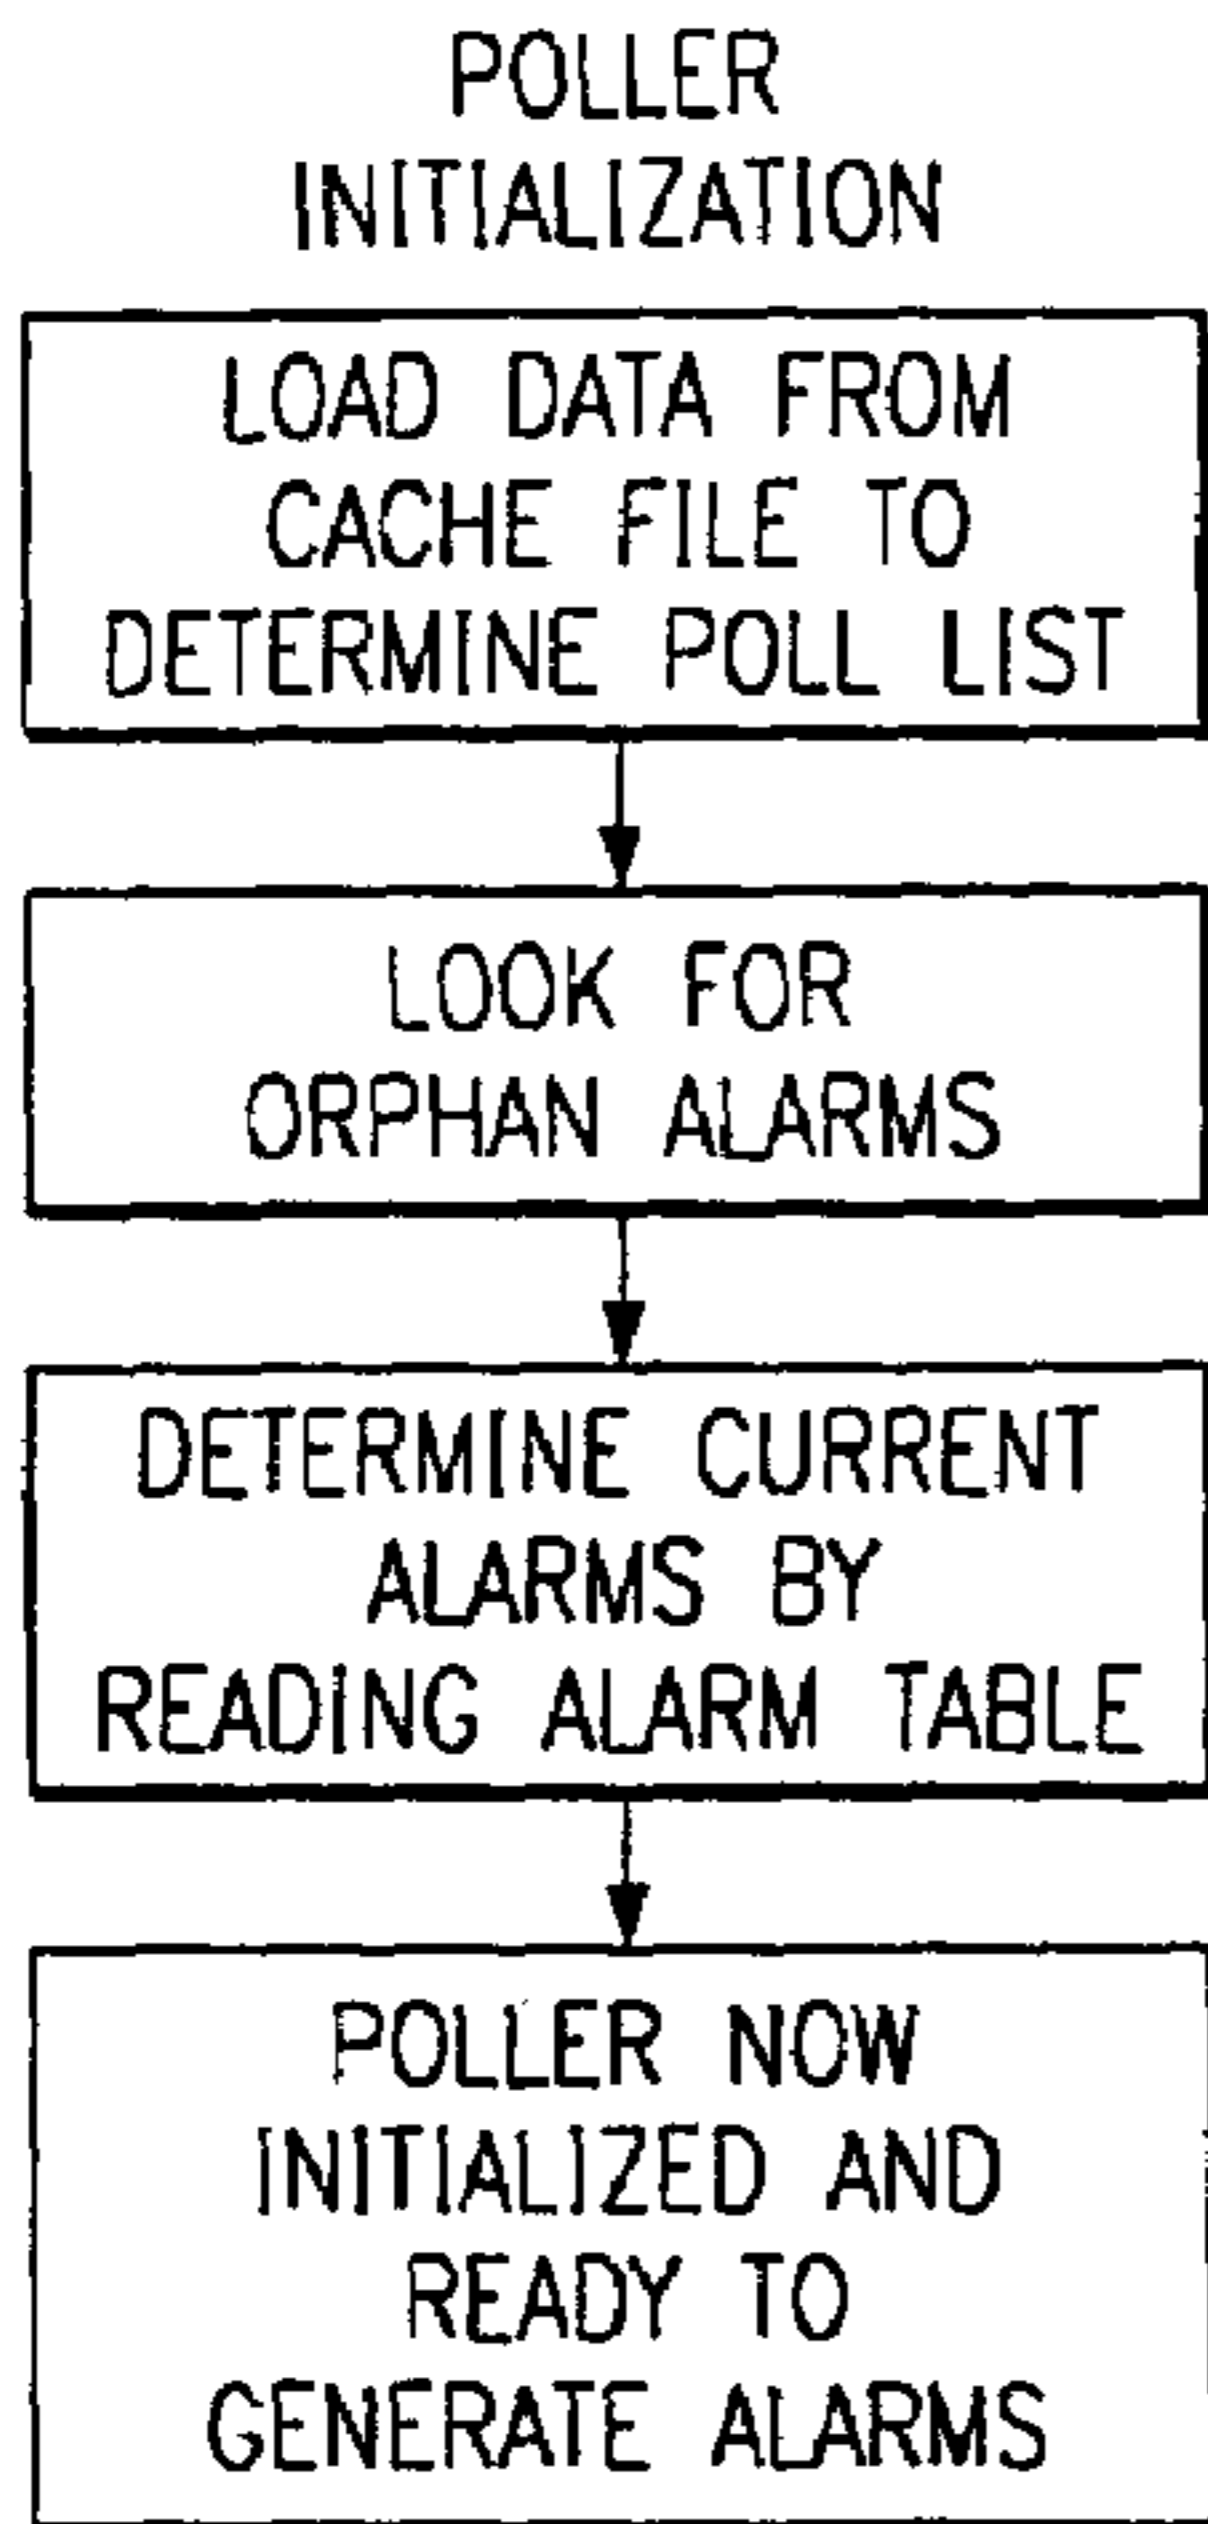 POLLER
INITIALIZATION
LOAD DATA FROM
CACHE FILE TO
DETERMINE POLL LIST
LOOK FOR
ORPHAN ALARMS
DETERMINE CURRENT
ALARMS BY
READING ALARM TABLE
POLLER NOW
INITIALIZED AND
READY TO
GENERATE ALARMS